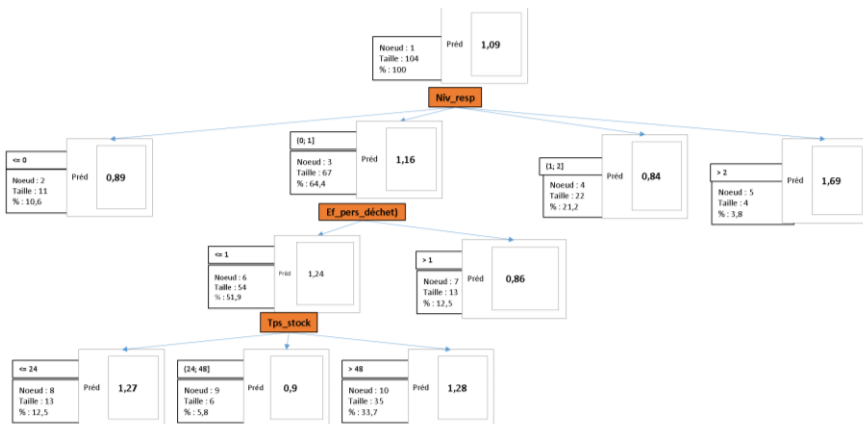 Noeud : 1
Taille : 104
% : 100
Préd
1,09
Niv_resp
<= 0
Noeud : 2
Taille : 11
% : 10,6
Préd
0,89
(0; 1]
Noeud : 3
Taille : 67
% : 64,4
Préd
1,16
(1; 2]
Noeud : 4
Taille : 22
% : 21,2
Préd
0,84
> 2
Noeud : 5
Taille : 4
% : 3,8
Préd
1,69
Ef_pers_déchet)
<= 1
Noeud : 6
Taille : 54
% : 51,9
Préd
1,24
> 1
Noeud : 7
Taille : 13
% : 12,5
Préd
0,86
Tps_stock
<= 24
Noeud : 8
Taille : 13
% : 12,5
Préd
1,27
(24; 48]
Noeud : 9
Taille : 6
% : 5,8
Préd
0,9
> 48
Noeud : 10
Taille : 35
% : 33,7
Préd
1,28